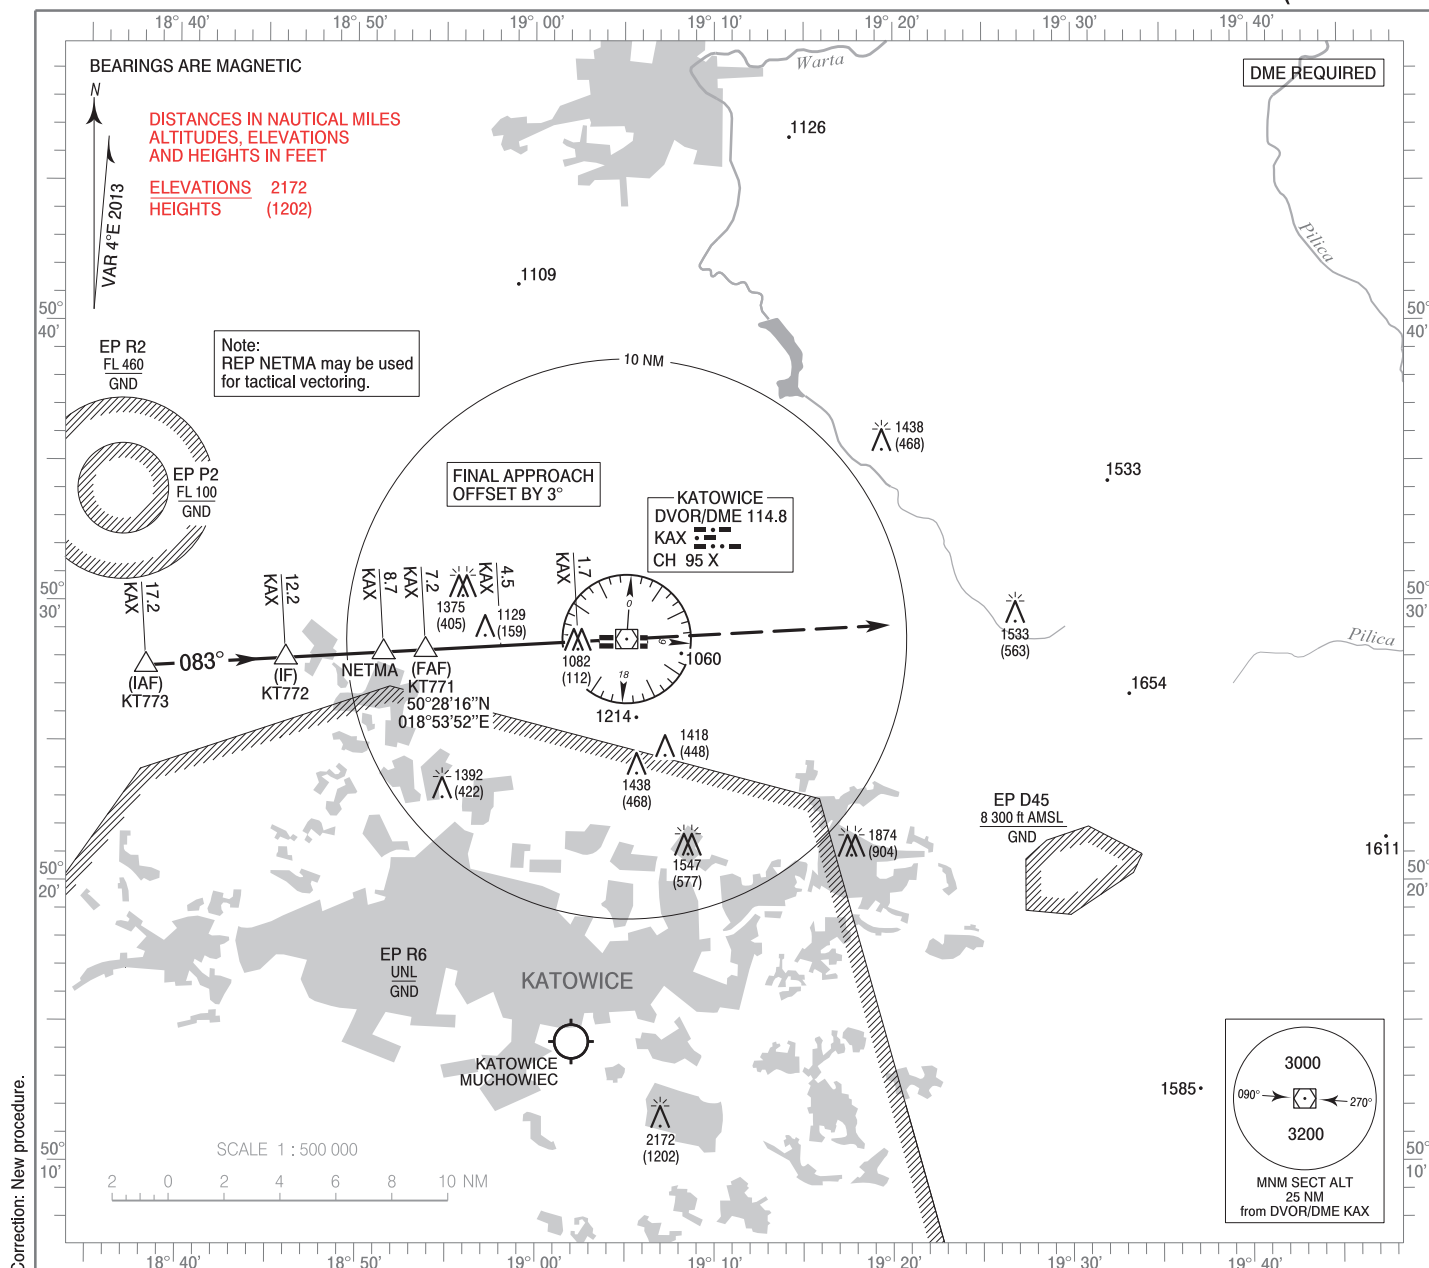 18° 40' 18° 50' 19° 00' 19° 10' 19° 20' 19° 30' 19° 40'
BEARINGS ARE MAGNETIC
Warta
DME REQUIRED
N
VAR 4°E 2013
DISTANCES IN NAUTICAL MILES
ALTITUDES, ELEVATIONS
AND HEIGHTS IN FEET
ELEVATIONS 2172
HEIGHTS (1202)
1126
Pilica
1109
50°
40'
50°
40'
EP R2
FL 460
GND
Note:
REP NETMA may be used
for tactical vectoring.
10 NM
1438
(468)
EP P2
FL 100
GND
FINAL APPROACH
OFFSET BY 3°
1533
KATOWICE
DVOR/DME 114.8
KAX
CH 95 X
50°
30'
50°
30'
17.2
KAX
12.2
KAX
8.7
KAX
7.2
KAX
4.5
KAX
1.7
KAX
1375
(405)
1129
(159)
0
9
18
1533
(563)
Pilica
083°
(IAF)
KT773
(IF)
KT772
NETMA
(FAF)
KT771
50°28'16"N
018°53'52"E
1082
(112)
1060
1654
1214
1418
(448)
1438
(468)
1392
(422)
EP D45
8 300 ft AMSL
GND
1547
(577)
1874
(904)
1611
50°
20'
50°
20'
EP R6
UNL
GND
KATOWICE
KATOWICE
MUCHOWIEC
2172
(1202)
1585
3000
090°
270°
3200
MNM SECT ALT
25 NM
from DVOR/DME KAX
50°
10'
50°
10'
SCALE 1 : 500 000
2 0 2 4 6 8 10 NM
Correction: New procedure.
18° 40' 18° 50' 19° 00' 19° 10' 19° 20' 19° 30' 19° 40'